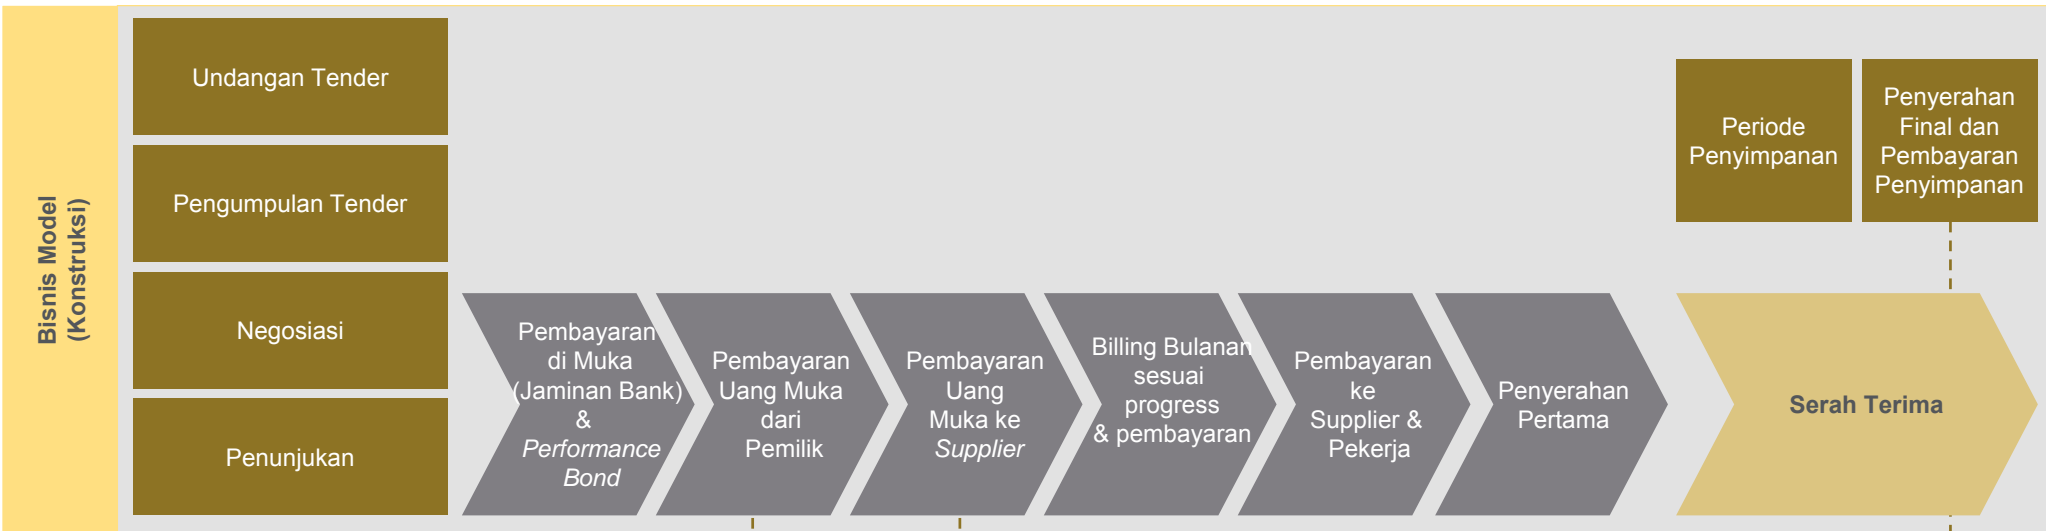 Bisnis Model
(Konstruksi)
Undangan Tender
Pengumpulan Tender
Negosiasi
Penunjukan
Pembayaran
di Muka
(Jaminan Bank)
&
Performance
Bond
Pembayaran
Uang Muka
dari
Pemilik
Pembayaran
Uang
Muka ke
Supplier
Billing Bulanan
sesuai
progress
& pembayaran
Pembayaran
ke
Supplier &
Pekerja
Penyerahan
Pertama
Periode
Penyimpanan
Penyerahan
Final dan
Pembayaran
Penyimpanan
Serah Terima